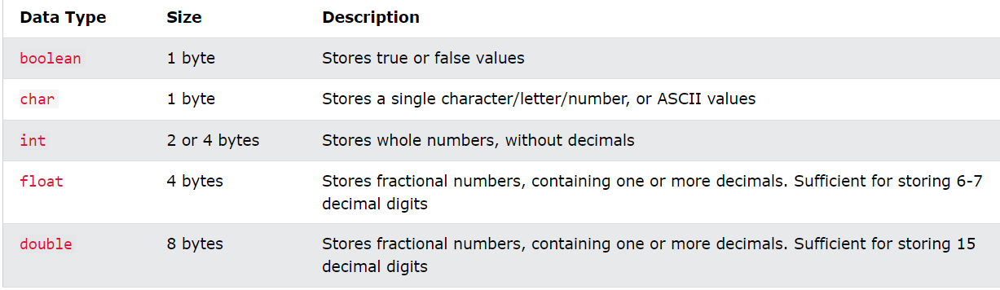 Data Type Size Description
boolean 1 byte Stores true or false values
char 1 byte Stores a single character/letter/number, or ASCII values
int 2 or 4 bytes Stores whole numbers, without decimals
float 4 bytes Stores fractional numbers, containing one or more decimals. Sufficient for storing 6-7
decimal digits
double 8 bytes Stores fractional numbers, containing one or more decimals. Sufficient for storing 15
decimal digits